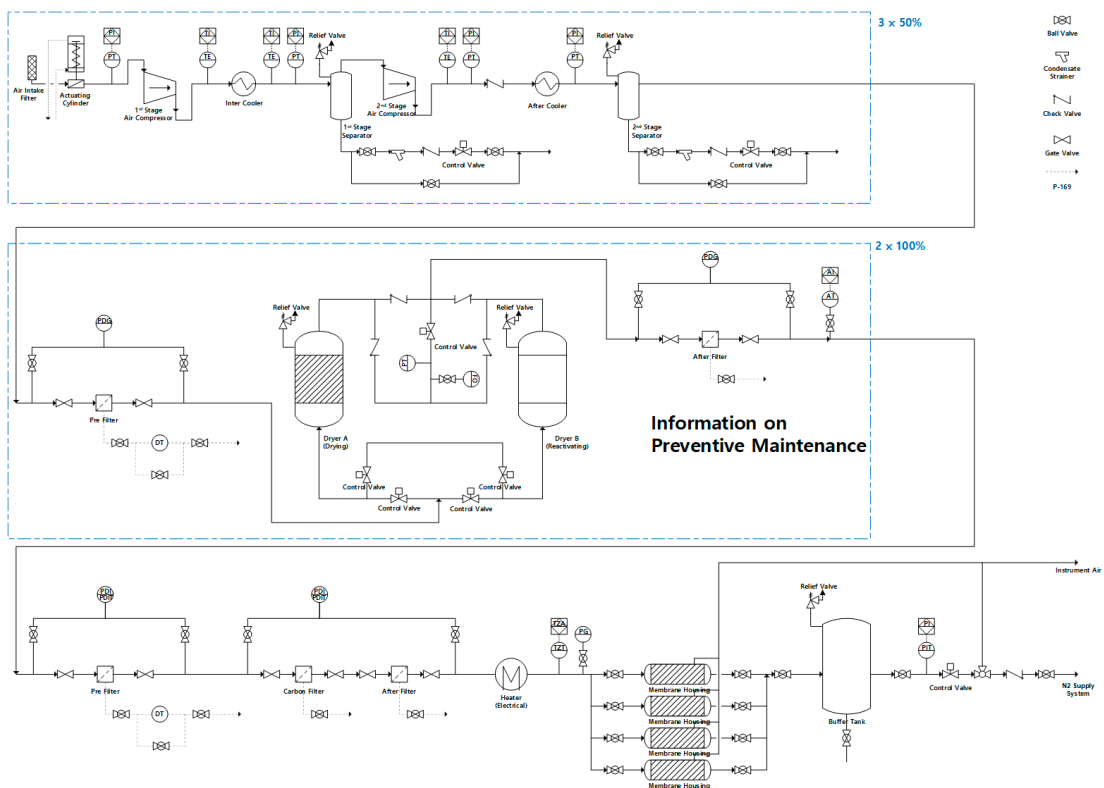 3 x 50%
Ball Valve
Condensate
Strainer
Check Valve
Gate Valve
P-169
PI
TI
TI
PI
TI
PI
PI
PT
TE
TE
PT
TE
PT
PT
Relief Valve
Relief Valve
Air Intake
Filter
Actuating
Cylinder
1st Stage
Air Compressor
Inter Cooler
1st Stage
Separator
2nd Stage
Air Compressor
After Cooler
2nd Stage
Separator
Control Valve
Control Valve
2 x 100%
PDG
Pre Filter
DT
Relief Valve
Relief Valve
Control Valve
PT
Dryer A
(Drying)
Dryer B
(Reactivating)
Control Valve
Control Valve
Control Valve
Control Valve
PDG
After Filter
AI
AT
Information on
Preventive Maintenance
PDI
PDIT
PDI
PDIT
Pre Filter
DT
Carbon Filter
After Filter
Heater
(Electrical)
TZA
TZT
PG
Membrane Housing
Membrane Housing
Membrane Housing
Membrane Housing
Relief Valve
Buffer Tank
PI
PIT
Control Valve
Instrument Air
N2 Supply
System